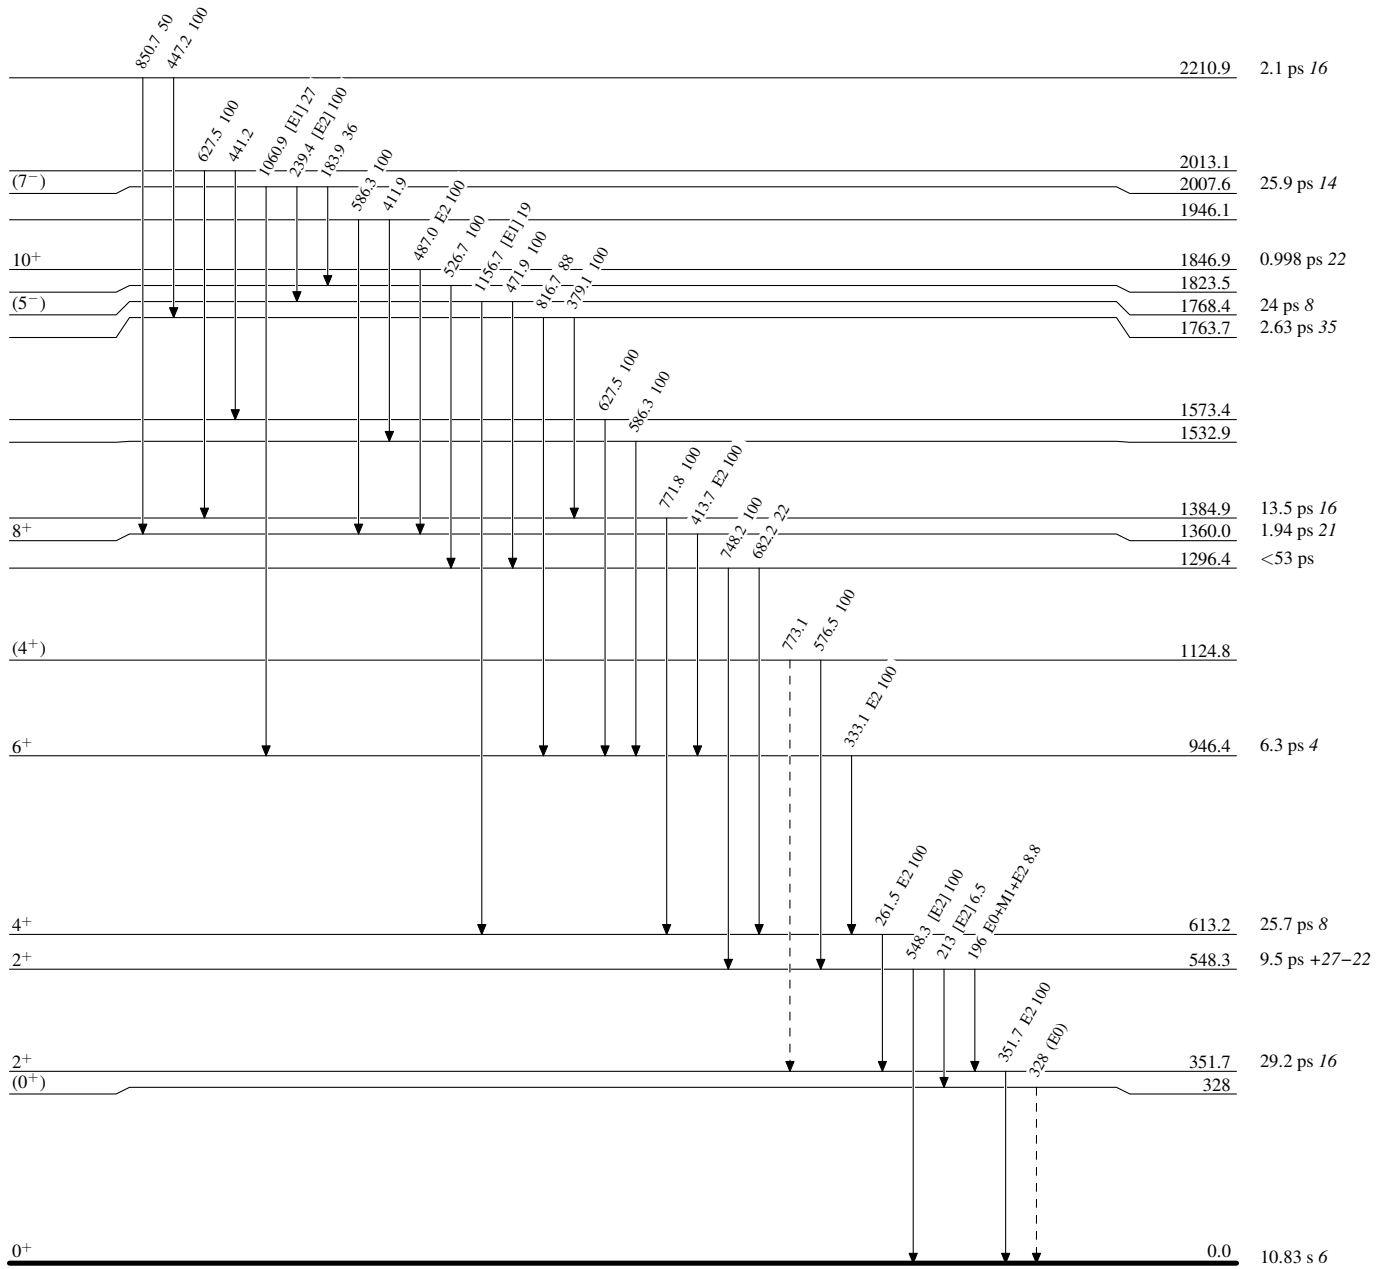 850.7 50
447.2 100
2210.9 2.1 ps 16
627.5 100
441.2
1060.9 [E1] 27
239.4 [E2] 100
183.9 36
2013.1
(7⁻) 2007.6 25.9 ps 14
586.3 100
411.9
1946.1
487.0 E2 100
526.7 100
1156.7 [E1] 19
471.9 100
816.7 88
379.1 100
10⁺ 1846.9 0.998 ps 22
1823.5
(5⁻) 1768.4 24 ps 8
1763.7 2.63 ps 35
627.5 100
586.3 100
1573.4
1532.9
771.8 100
413.7 E2 100
748.2 100
682.2 22
1384.9 13.5 ps 16
8⁺ 1360.0 1.94 ps 21
1296.4 <53 ps
773.1
576.5 100
(4⁺) 1124.8
333.1 E2 100
6⁺ 946.4 6.3 ps 4
261.5 E2 100
548.3 [E2] 100
213 [E2] 6.5
196 E0+M1+E2 8.8
4⁺ 613.2 25.7 ps 8
2⁺ 548.3 9.5 ps +27−22
351.7 E2 100
328 (E0)
2⁺ 351.7 29.2 ps 16
(0⁺) 328
0⁺ 0.0 10.83 s 6